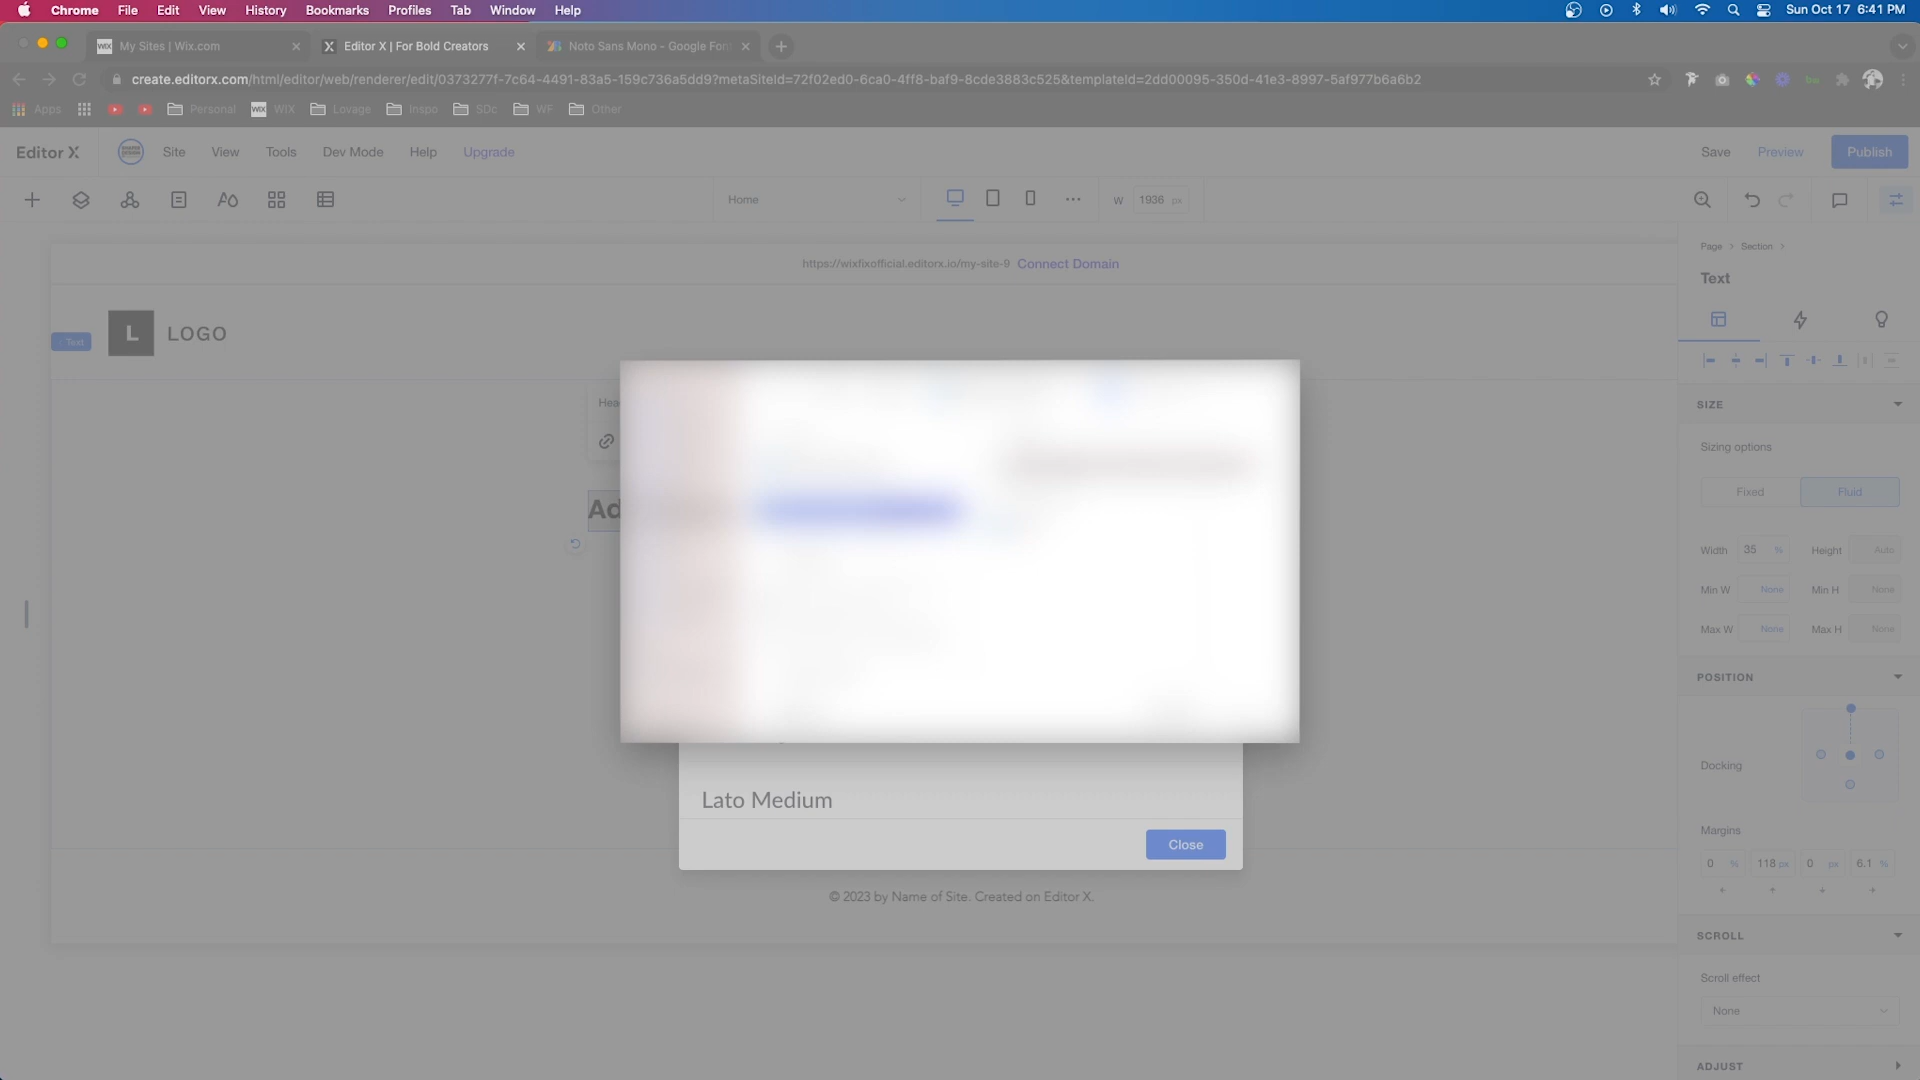 Chrome File Edit View History Bookmarks Profiles Tab Window Help Sun Oct 17 6:41 PM
My Sites | Wix.com Editor X | For Bold Creators Noto Sans Mono - Google Fon
create.editorx.com/html/editor/web/renderer/edit/0373277f-7c64-4491-83a5-159c736a5dd9?metaSiteId=72f02ed0-6ca0-4ff8-baf9-8cde3883c525&templateId=2dd00095-350d-41e3-8997-5af977b6a6b2
Apps Personal WIX WIX Lovage Inspo SDc WF Other
Editor X Site View Tools Dev Mode Help Upgrade Save Preview Publish
Home W 1936 px
Page > Section >
https://wixfixofficial.editorx.io/my-site-9 Connect Domain
Text
L LOGO
Text
Hea
SIZE
Sizing options
Fixed Fluid
Ad
Width 35 % Height Auto
Min W None Min H None
Max W None Max H None
POSITION
Docking
Lato Medium
Margins
Close
0 % 118 px 0 px 6.1 %
© 2023 by Name of Site. Created on Editor X.
SCROLL
Scroll effect
None
ADJUST